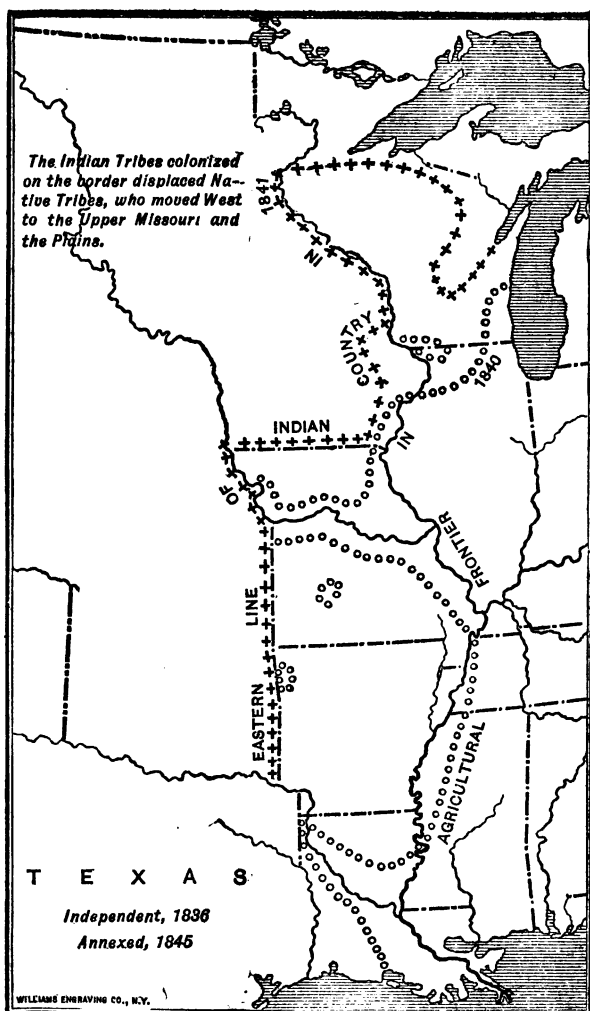 The Indian Tribes colonized
on the border displaced Na-
tive Tribes, who moved West
to the Upper Missouri and
the Plains.
EASTERN LINE OF INDIAN COUNTRY IN 1841
AGRICULTURAL FRONTIER IN 1840
TEXAS
Independent, 1836
Annexed, 1845
WILLIAMS ENGRAVING CO., N.Y.